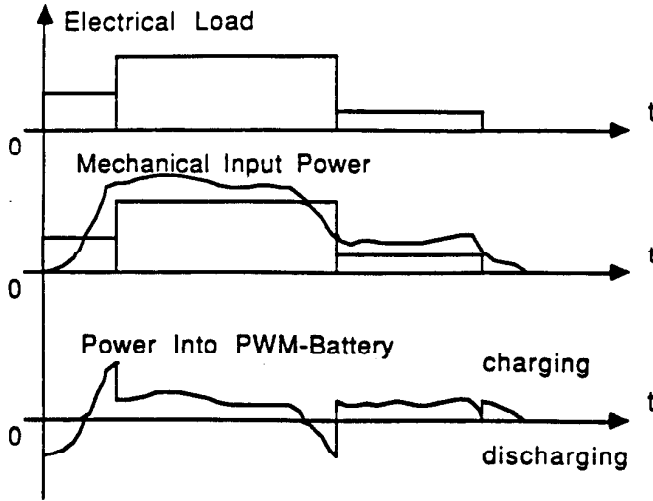 Electrical Load
t
0
Mechanical Input Power
t
0
Power Into PWM-Battery
charging
t
0
discharging